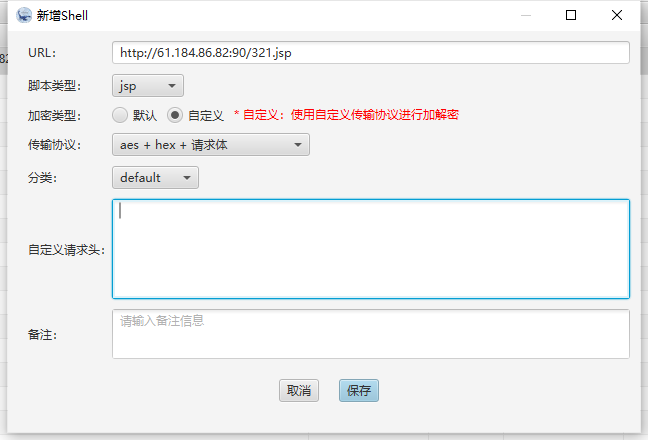 新增Shell
82
URL:
http://61.184.86.82:90/321.jsp
脚本类型:
jsp
加密类型:
默认
自定义
* 自定义：使用自定义传输协议进行加解密
传输协议:
aes + hex + 请求体
分类:
default
自定义请求头:
备注:
请输入备注信息
取消
保存